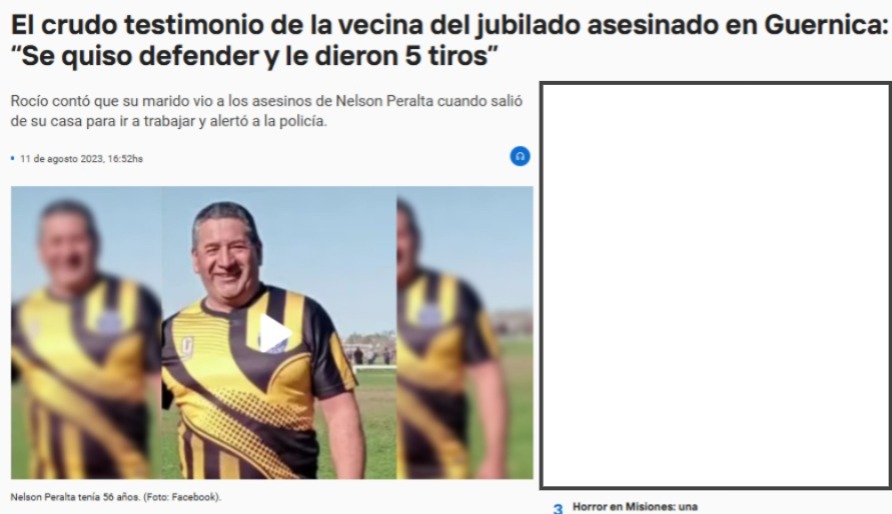 El crudo testimonio de la vecina del jubilado asesinado en Guernica:
“Se quiso defender y le dieron 5 tiros”
Rocío contó que su marido vio a los asesinos de Nelson Peralta cuando salió
de su casa para ir a trabajar y alertó a la policía.
11 de agosto 2023, 16:52hs
Nelson Peralta tenía 56 años. (Foto: Facebook).
3 Horror en Misiones: una